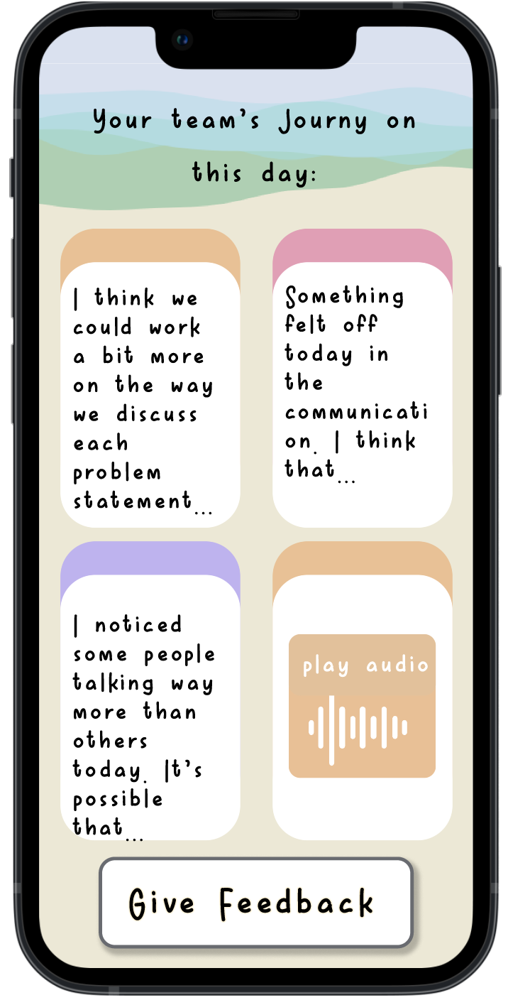 Your team's Journy on
this day:
I think we
could work
a bit more
on the way
we discuss
each
problem
statement...
Something
felt off
today in
the
communicati
on. I think
that...
I noticed
some people
talking way
more than
others
today. It's
possible
that...
play audio
Give Feedback